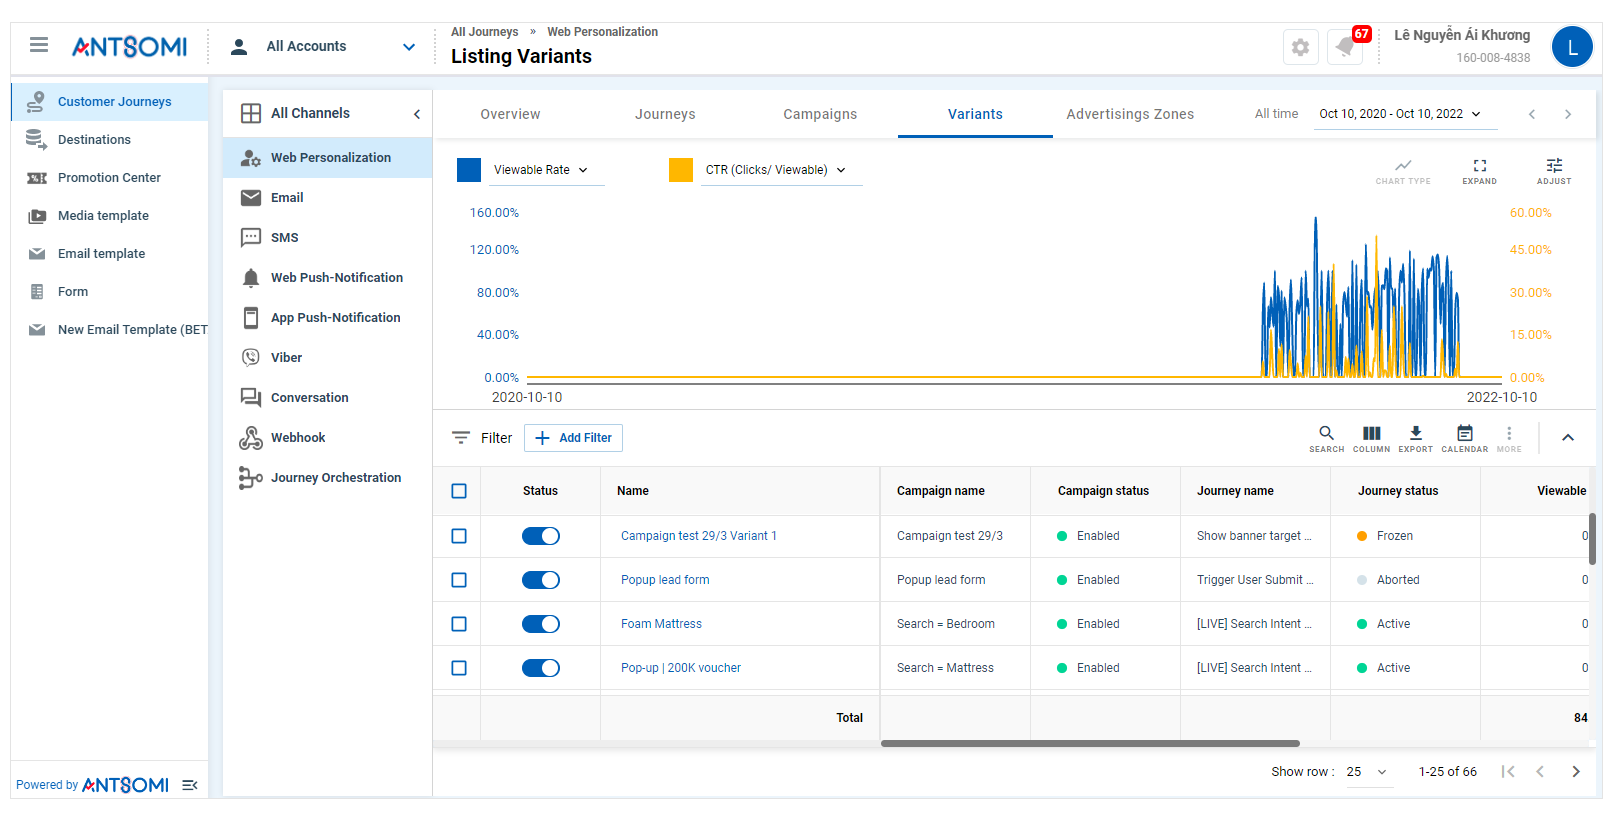 ANTSOMI
All Accounts
All Journeys » Web Personalization
Listing Variants
67
Lê Nguyễn Ái Khương
160-008-4838
L
Customer Journeys
Destinations
Promotion Center
Media template
Email template
Form
New Email Template (BET
Powered by ANTSOMI
All Channels
Web Personalization
Email
SMS
Web Push-Notification
App Push-Notification
Viber
Conversation
Webhook
Journey Orchestration
Overview Journeys Campaigns Variants Advertisings Zones All time Oct 10, 2020 - Oct 10, 2022
Viewable Rate CTR (Clicks/ Viewable)
CHART TYPE EXPAND ADJUST
160.00% 60.00%
120.00% 45.00%
80.00% 30.00%
40.00% 15.00%
0.00% 0.00%
2020-10-10 2022-10-10
Filter Add Filter
SEARCH COLUMN EXPORT CALENDAR MORE
Status Name Campaign name Campaign status Journey name Journey status Viewable
Campaign test 29/3 Variant 1 Campaign test 29/3 Enabled Show banner target ... Frozen 0
Popup lead form Popup lead form Enabled Trigger User Submit ... Aborted 0
Foam Mattress Search = Bedroom Enabled [LIVE] Search Intent ... Active 0
Pop-up | 200K voucher Search = Mattress Enabled [LIVE] Search Intent ... Active 0
Total 84
Show row : 25 1-25 of 66